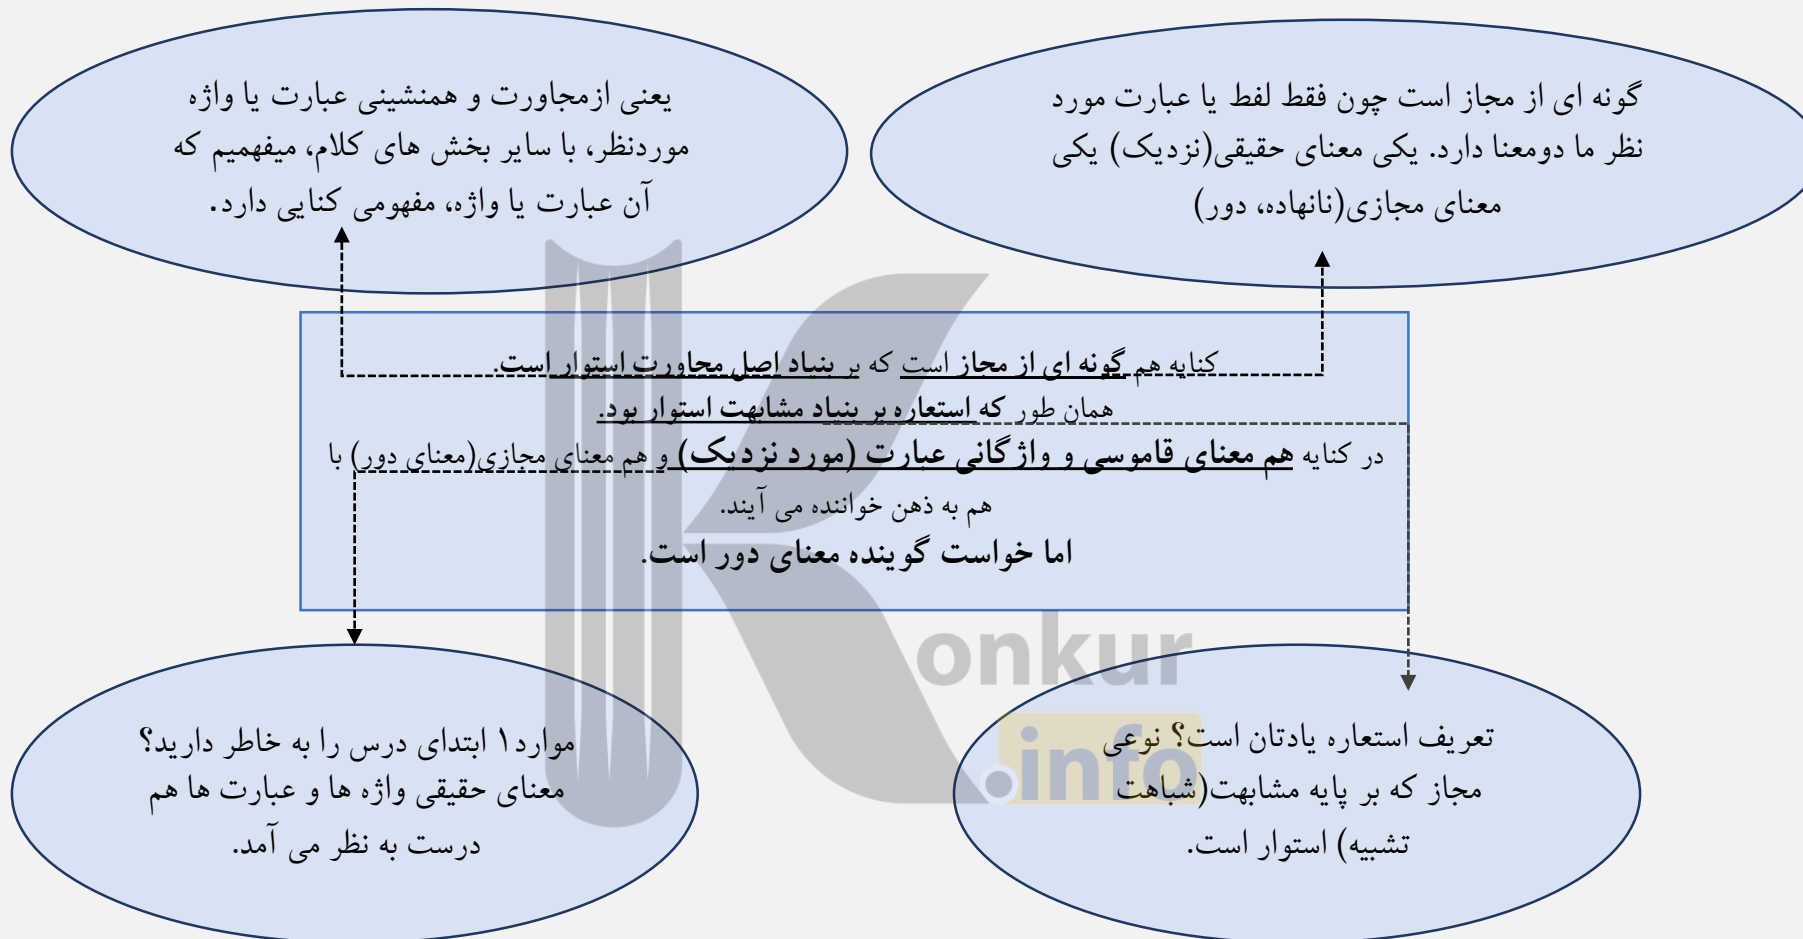 گونه ای از مجاز است چون فقط لفط یا عبارت مورد
نظر ما دومعنا دارد. یکی معنای حقیقی(نزدیک) یکی
معنای مجازی(نانهاده، دور)
یعنی ازمجاورت و همنشینی عبارت یا واژه
موردنظر، با سایر بخش های کلام، میفهمیم که
آن عبارت یا واژه، مفهومی کنایی دارد.
کنایه هم گونه ای از مجاز است که بر بنیاد اصل مجاورت استوار است.
همان طور که استعاره بر بنیاد مشابهت استوار بود.
در کنایه هم معنای قاموسی و واژگانی عبارت (مورد نزدیک) و هم معنای مجازی(معنای دور) با
هم به ذهن خواننده می آیند.
اما خواست گوینده معنای دور است.
تعریف استعاره یادتان است؟ نوعی
مجاز که بر پایه مشابهت(شباهت
تشبیه) استوار است.
موارد۱ ابتدای درس را به خاطر دارید؟
معنای حقیقی واژه ها و عبارت ها هم
درست به نظر می آمد.
Konkur
.info